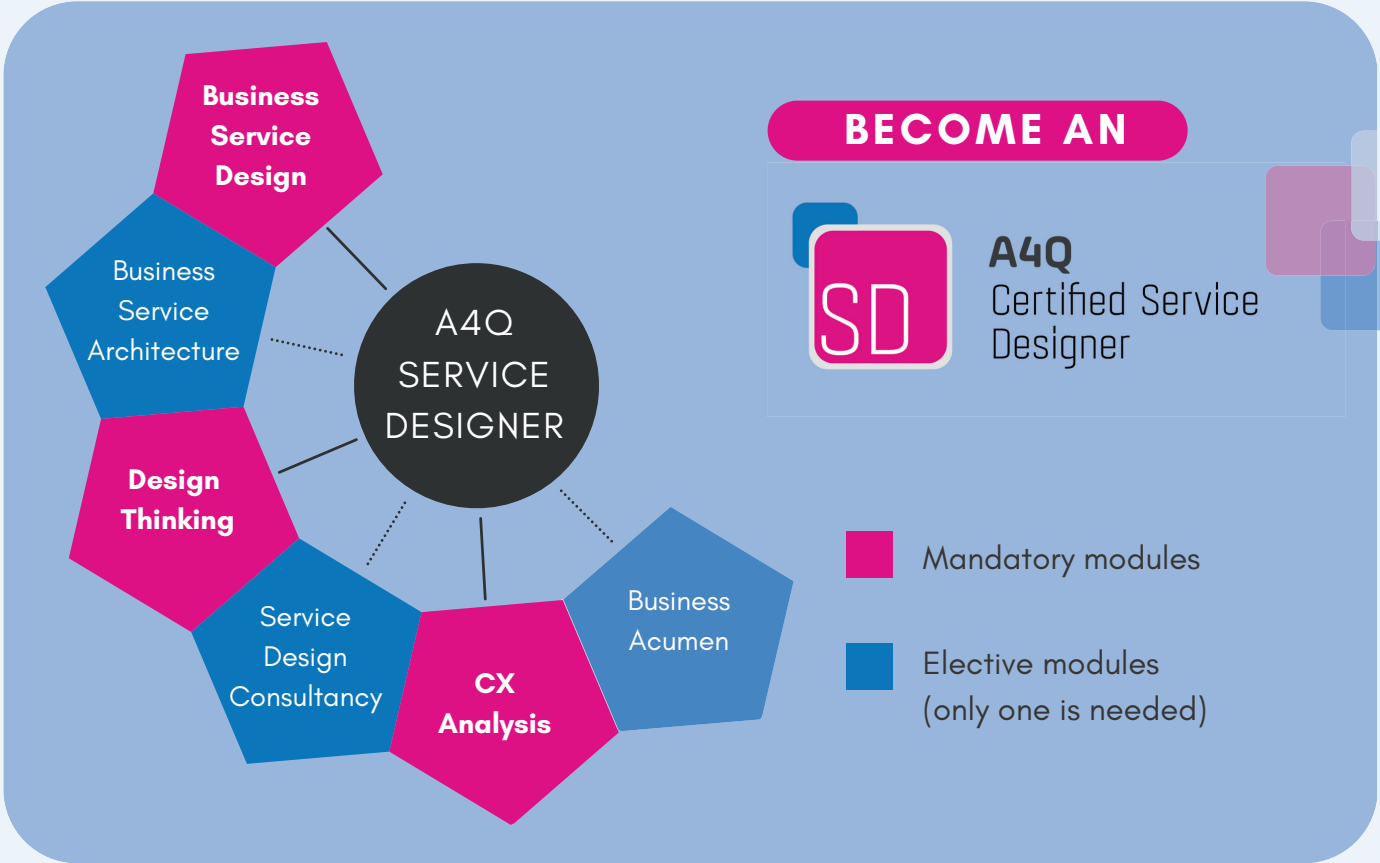 Business
Service
Design
Business
Service
Architecture
Design
Thinking
Service
Design
Consultancy
CX
Analysis
Business
Acumen
A4Q
SERVICE
DESIGNER
BECOME AN
SD
A4Q
Certified Service
Designer
Mandatory modules
Elective modules
(only one is needed)